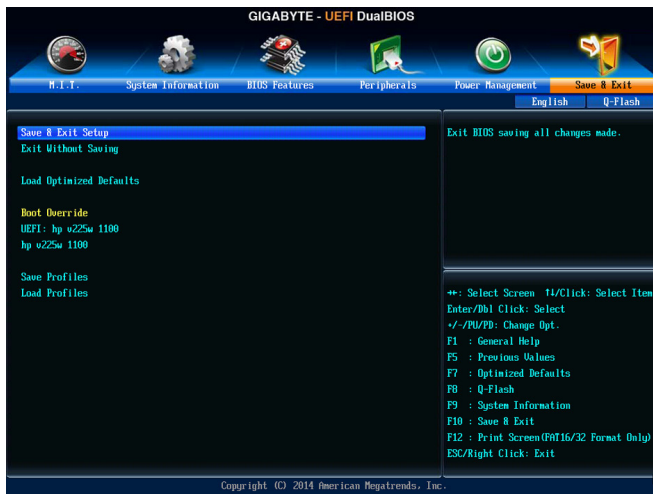 GIGABYTE - UEFI DualBIOS
M.I.T.
System Information
BIOS Features
Peripherals
Power Management
Save & Exit
English
Q-Flash
Save & Exit Setup
Exit Without Saving
Load Optimized Defaults
Boot Override
UEFI: hp v225w 1100
hp v225w 1100
Save Profiles
Load Profiles
Exit BIOS saving all changes made.
→←: Select Screen ↑↓/Click: Select Item
Enter/Dbl Click: Select
+/-/PU/PD: Change Opt.
F1 : General Help
F5 : Previous Values
F7 : Optimized Defaults
F8 : Q-Flash
F9 : System Information
F10 : Save & Exit
F12 : Print Screen(FAT16/32 Format Only)
ESC/Right Click: Exit
Copyright (C) 2014 American Megatrends, Inc.